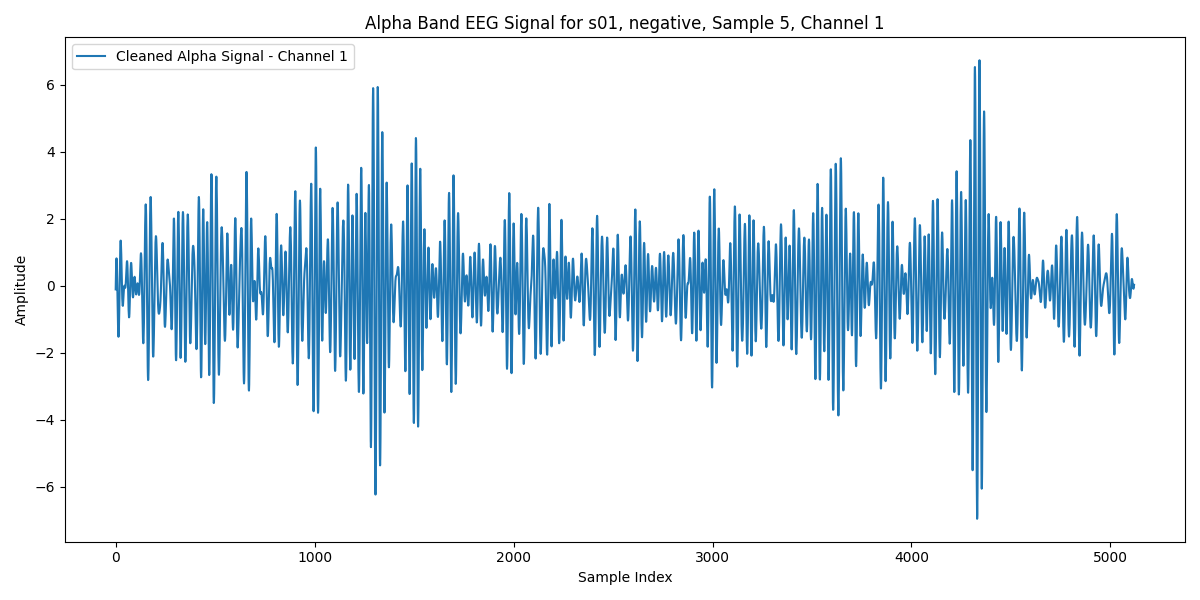 Alpha Band EEG Signal for s01, negative, Sample 5, Channel 1
Cleaned Alpha Signal - Channel 1
Amplitude
6
4
2
0
−2
−4
−6
0 1000 2000 3000 4000 5000
Sample Index